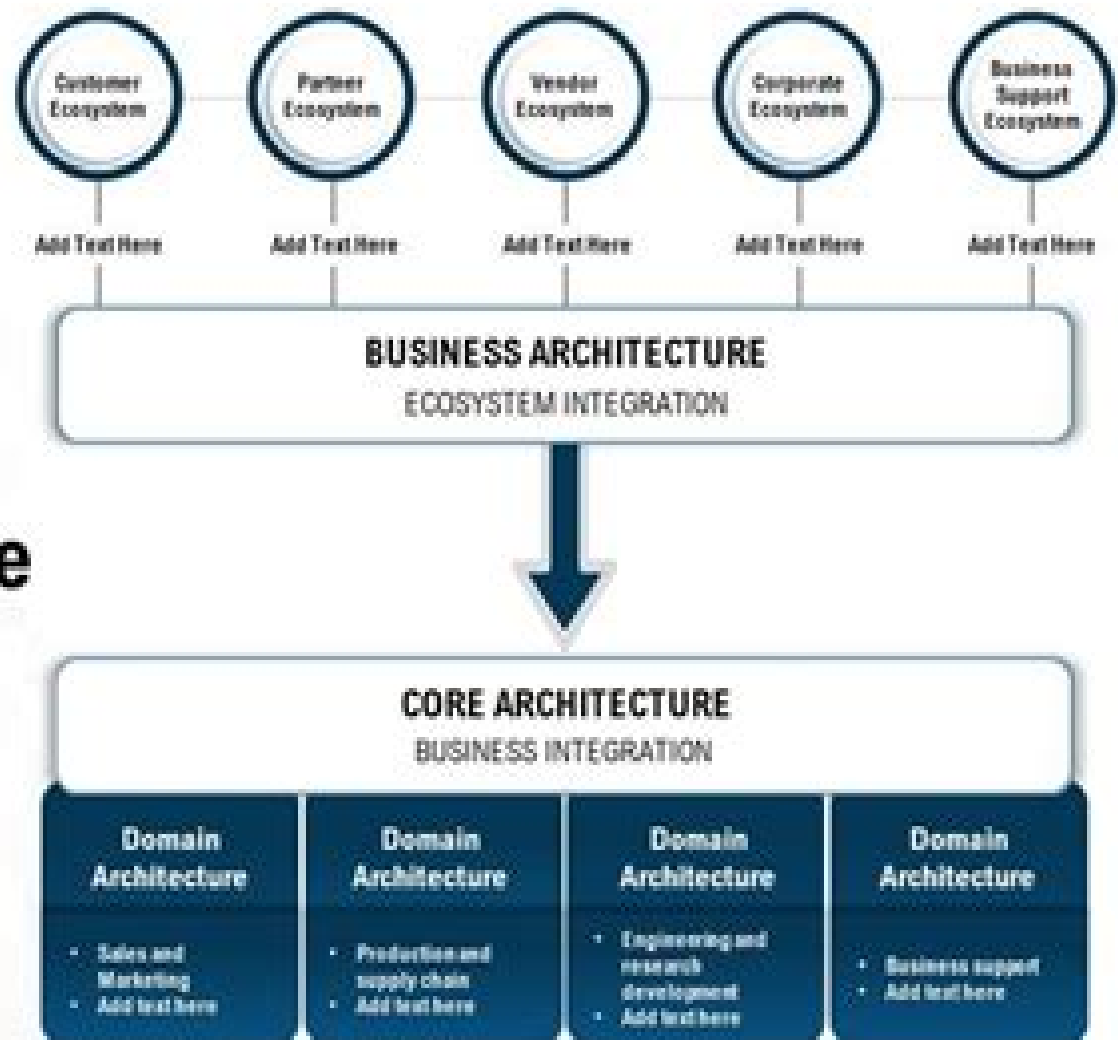 Customer
Ecosystem
Partner
Ecosystem
Vendor
Ecosystem
Corporate
Ecosystem
Business
Support
Ecosystem
Add Text Here
Add Text Here
Add Text Here
Add Text Here
Add Text Here
BUSINESS ARCHITECTURE
ECOSYSTEM INTEGRATION
e
CORE ARCHITECTURE
BUSINESS INTEGRATION
Domain
Architecture
• Sales and
Marketing
• Add text here
Domain
Architecture
• Production and
supply chain
• Add text here
Domain
Architecture
• Engineering and
research
development
• Add text here
Domain
Architecture
• Business support
• Add text here